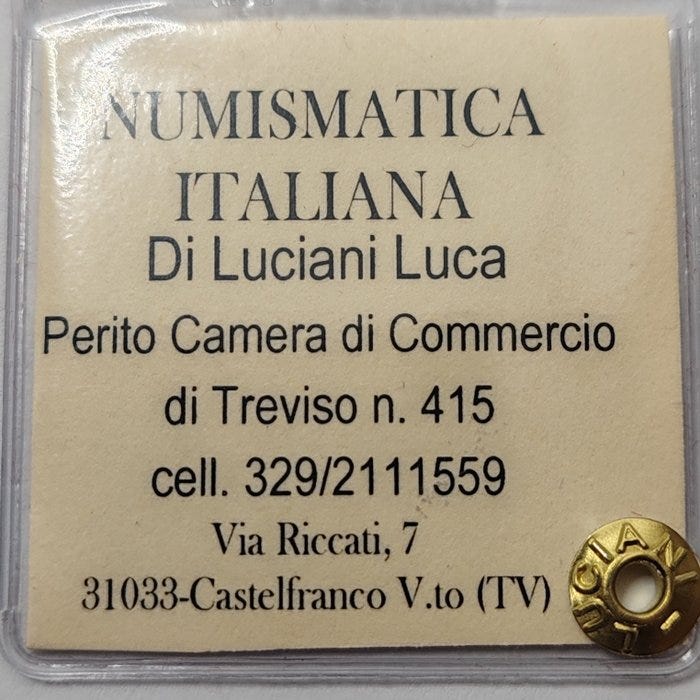 NUMISMATICA
ITALIANA
Di Luciani Luca
Perito Camera di Commercio
di Treviso n. 415
cell. 329/2111559
Via Riccati, 7
31033-Castelfranco V.to (TV)
LUCIANI